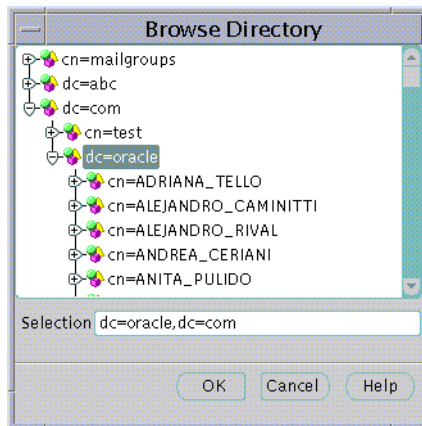 Browse Directory
cn=mailgroups
dc=abc
dc=com
cn=test
dc=oracle
cn=ADRIANA_TELLO
cn=ALEJANDRO_CAMINITTI
cn=ALEJANDRO_RIVAL
cn=ANDREA_CERIANI
cn=ANITA_PULIDO
Selection dc=oracle,dc=com
OK Cancel Help